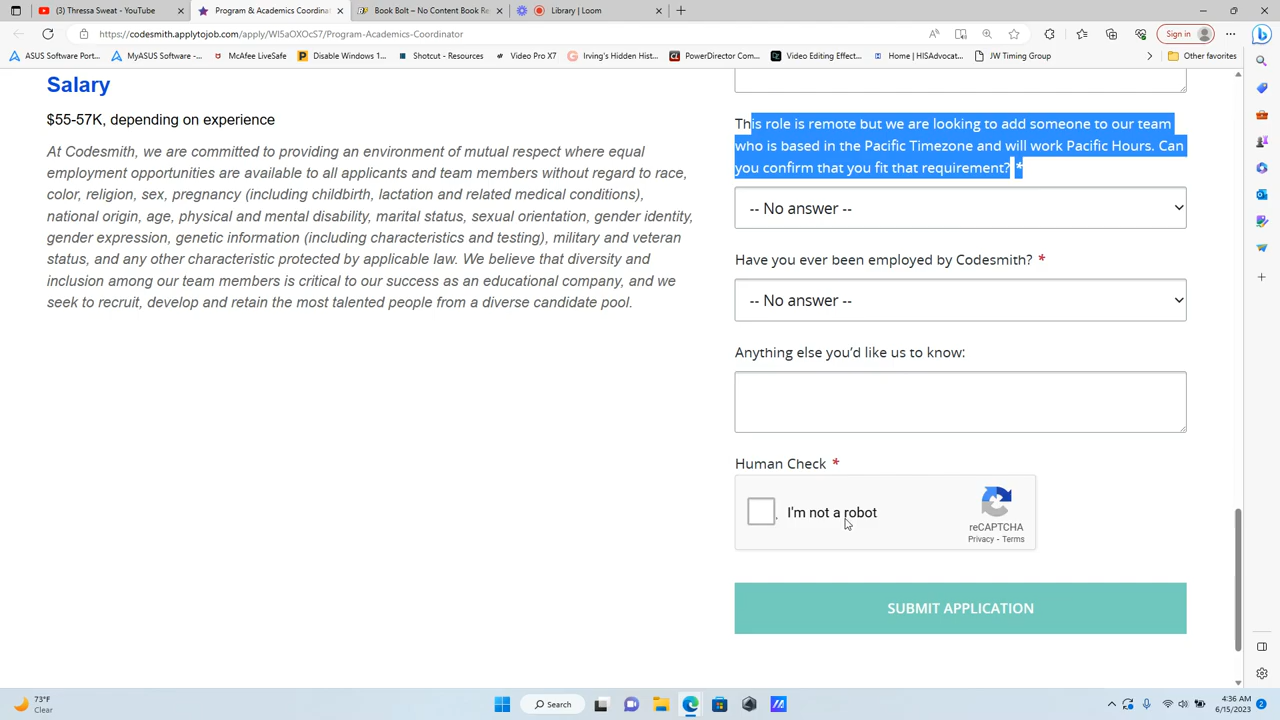 (3) Thressa Sweat - YouTube
Program & Academics Coordina
Book Bolt – No Content Book Re
Library | Loom
https://codesmith.applytojob.com/apply/WI5aOXOcS7/Program-Academics-Coordinator
Sign in
ASUS Software Port...
MyASUS Software -...
McAfee LiveSafe
Disable Windows 1...
Shotcut - Resources
Video Pro X7
Irving's Hidden Hist...
PowerDirector Com...
Video Editing Effect...
Home | HISAdvocat...
JW Timing Group
Other favorites
Salary
$55-57K, depending on experience
At Codesmith, we are committed to providing an environment of mutual respect where equal
employment opportunities are available to all applicants and team members without regard to race,
color, religion, sex, pregnancy (including childbirth, lactation and related medical conditions),
national origin, age, physical and mental disability, marital status, sexual orientation, gender identity,
gender expression, genetic information (including characteristics and testing), military and veteran
status, and any other characteristic protected by applicable law. We believe that diversity and
inclusion among our team members is critical to our success as an educational company, and we
seek to recruit, develop and retain the most talented people from a diverse candidate pool.
This role is remote but we are looking to add someone to our team
who is based in the Pacific Timezone and will work Pacific Hours. Can
you confirm that you fit that requirement? *
-- No answer --
Have you ever been employed by Codesmith? *
-- No answer --
Anything else you'd like us to know:
Human Check *
I'm not a robot
reCAPTCHA
Privacy - Terms
SUBMIT APPLICATION
73°F
Clear
Search
4:36 AM
6/15/2023